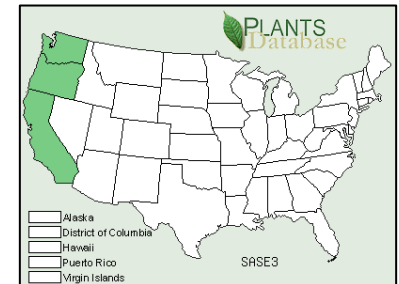 PLANTS
Database
Alaska
District of Columbia
Hawaii
Puerto Rico
Virgin Islands
SASE3